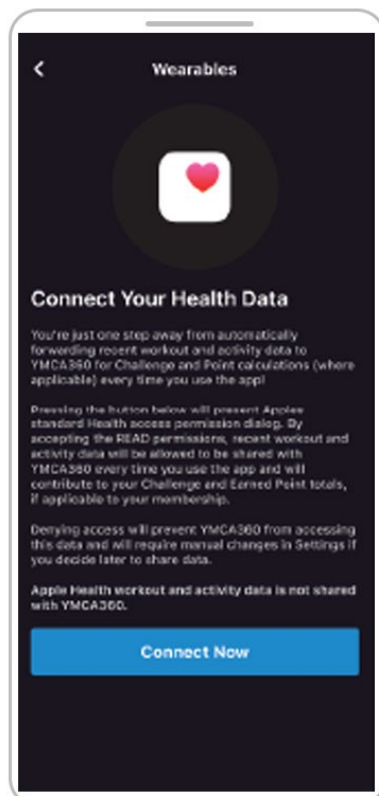 Wearables
Connect Your Health Data
You're just one step away from automatically
forwarding recent workout and activity data to
YMCA360 for Challenge and Point calculations (where
applicable) every time you use the app!
Pressing the button below will present Apples
standard Health access permission dialog. By
accepting the READ permissions, recent workout and
activity data will be allowed to be shared with
YMCA360 every time you use the app and will
contribute to your Challenge and Earned Point totals,
if applicable to your membership.
Denying access will prevent YMCA360 from accessing
this data and will require manual changes in Settings if
you decide later to share data.
Apple Health workout and activity data is not shared
with YMCA360.
Connect Now